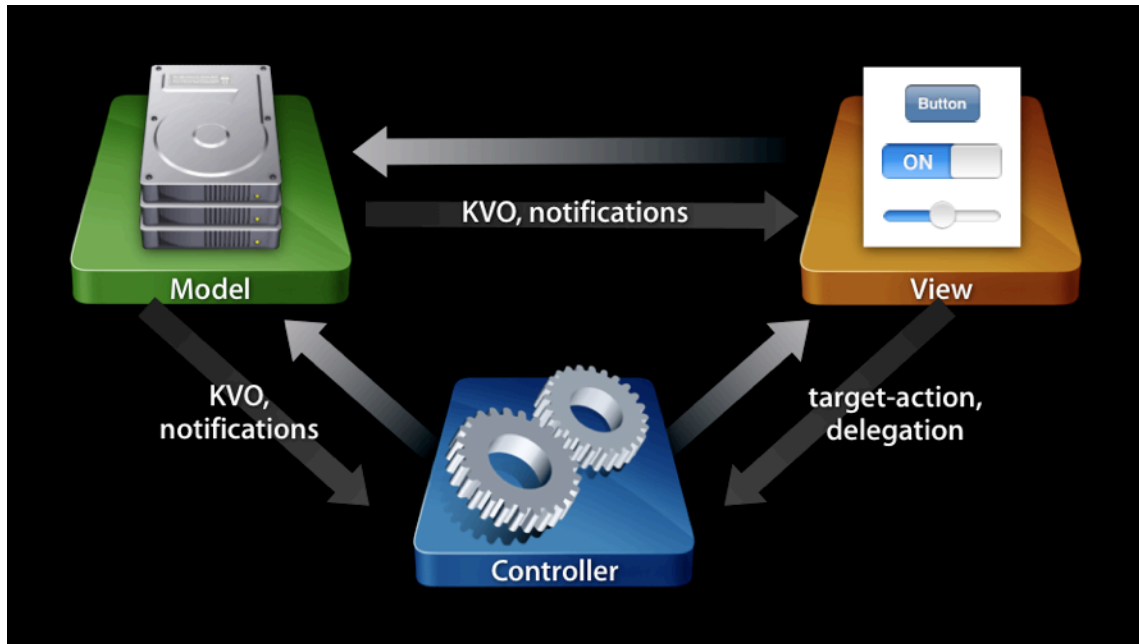 Button
ON
KVO, notifications
Model
View
KVO,
notifications
target-action,
delegation
Controller